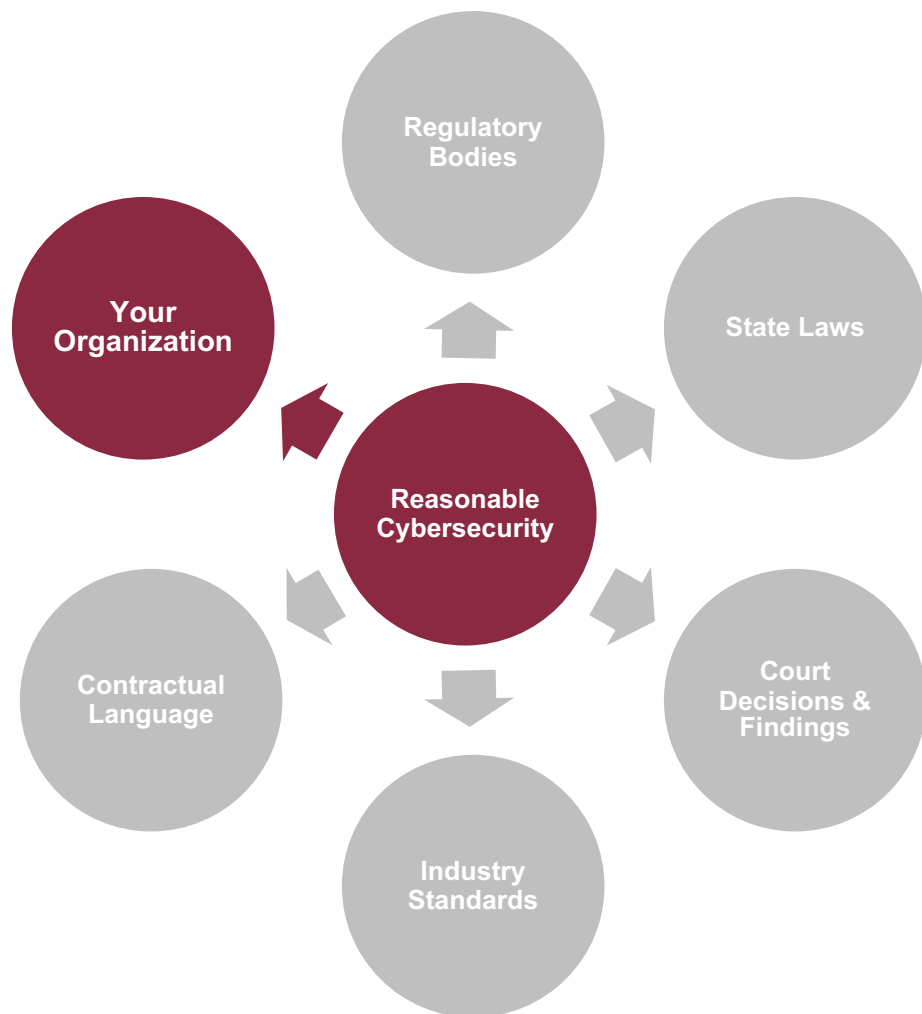 Regulatory
Bodies
Your
Organization
State Laws
Reasonable
Cybersecurity
Contractual
Language
Court
Decisions &
Findings
Industry
Standards